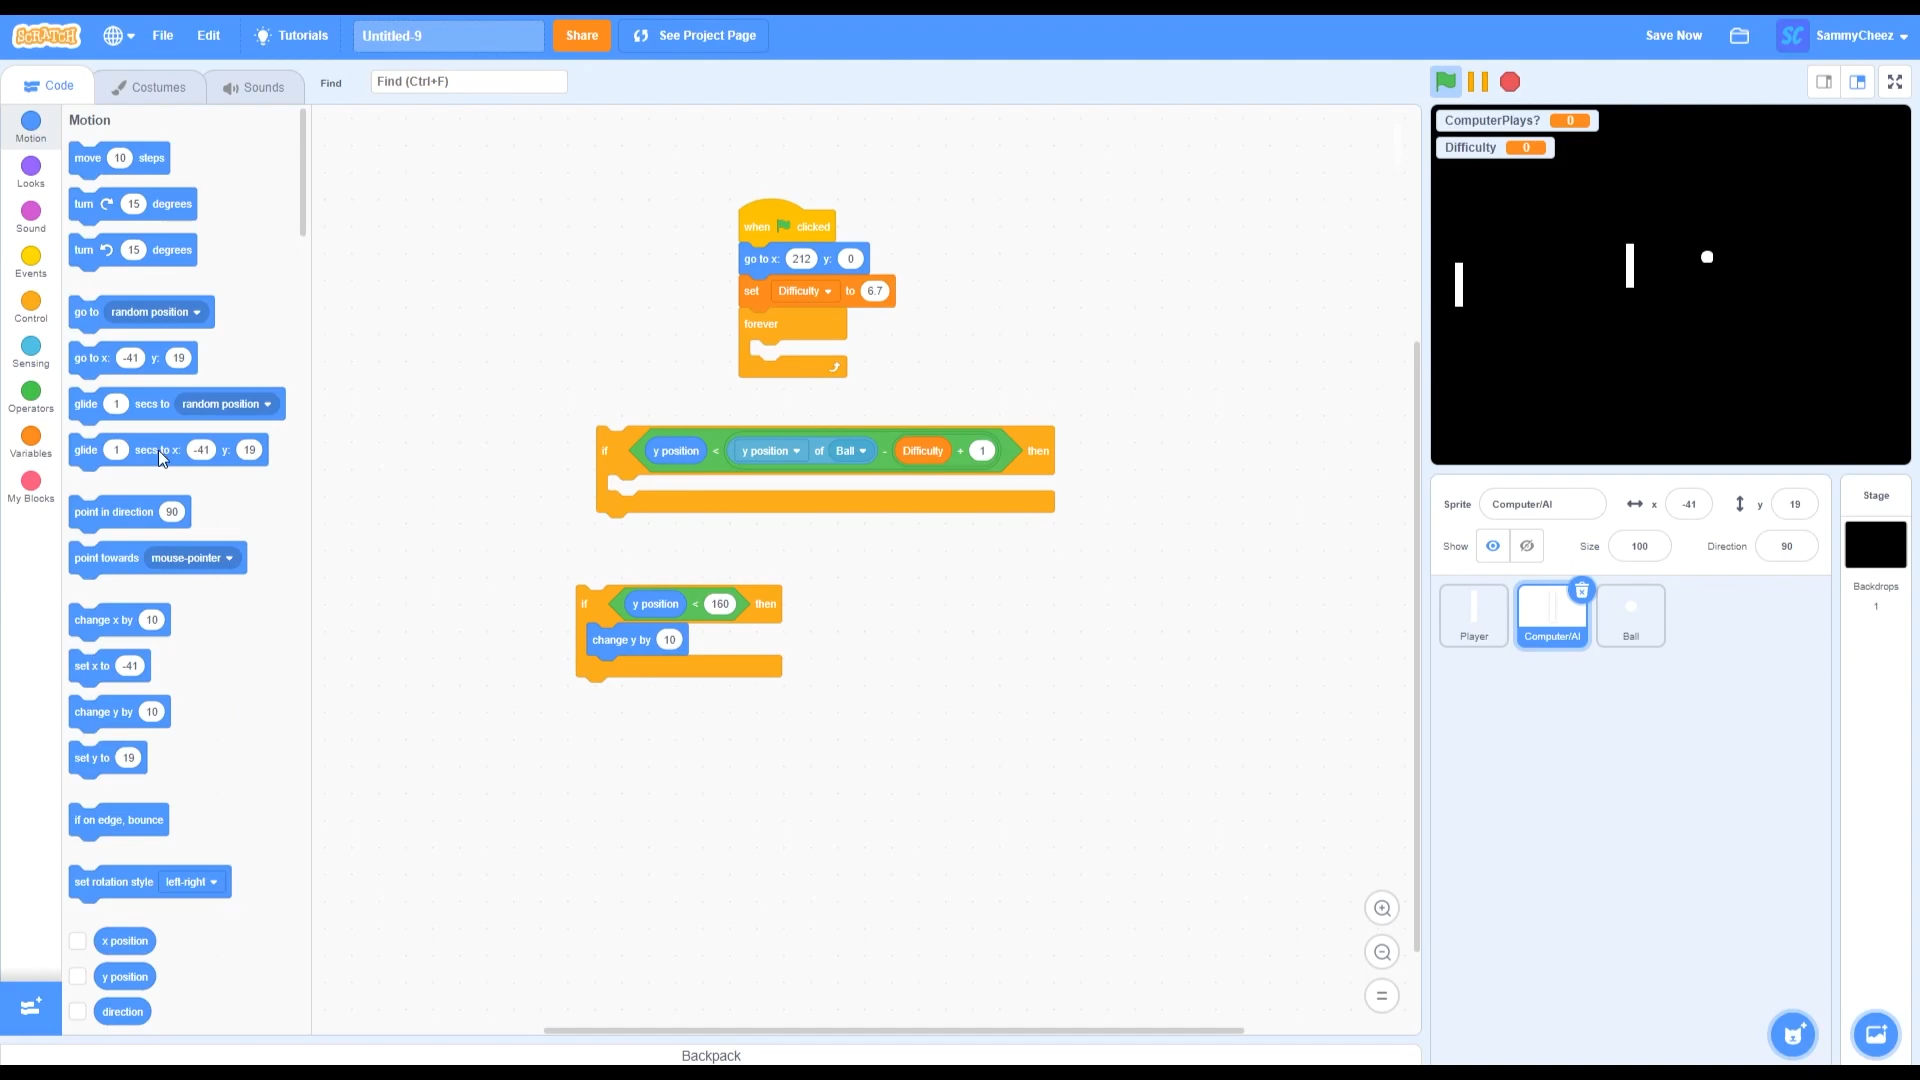 SCRATCH File Edit Tutorials Untitled-9 Share See Project Page Save Now SC SammyCheez
Code Costumes Sounds Find Find (Ctrl+F)
Motion
Looks
Sound
Events
Control
Sensing
Operators
Variables
My Blocks
Motion
move 10 steps
turn 15 degrees
turn 15 degrees
go to random position
go to x: -41 y: 19
glide 1 secs to random position
glide 1 secs to x: -41 y: 19
point in direction 90
point towards mouse-pointer
change x by 10
set x to -41
change y by 10
set y to 19
if on edge, bounce
set rotation style left-right
x position
y position
direction
when clicked
go to x: 212 y: 0
set Difficulty to 6.7
forever
if y position < y position of Ball - Difficulty + 1 then
if y position < 160 then
change y by 10
Backpack
ComputerPlays? 0
Difficulty 0
Sprite Computer/AI x -41 y 19
Show Size 100 Direction 90
Player Computer/AI Ball
Stage
Backdrops
1